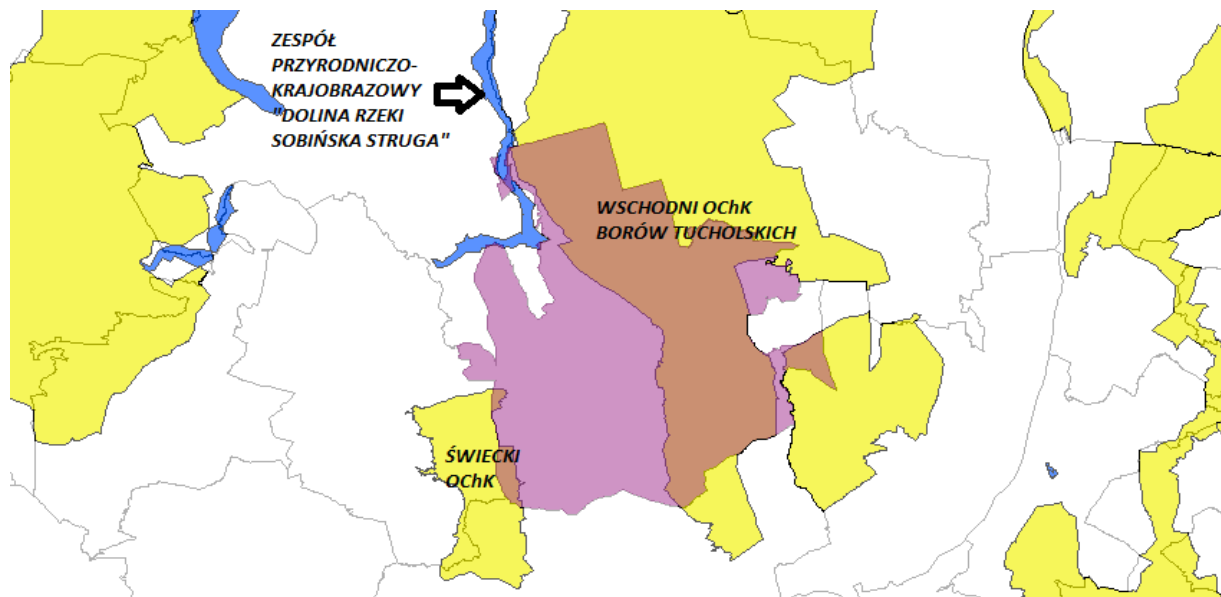 ZESPÓŁ
PRZYRODNICZO-
KRAJOBRAZOWY
"DOLINA RZEKI
SOBIŃSKA STRUGA"
WSCHODNI OChK
BORÓW TUCHOLSKICH
ŚWIECKI
OChK